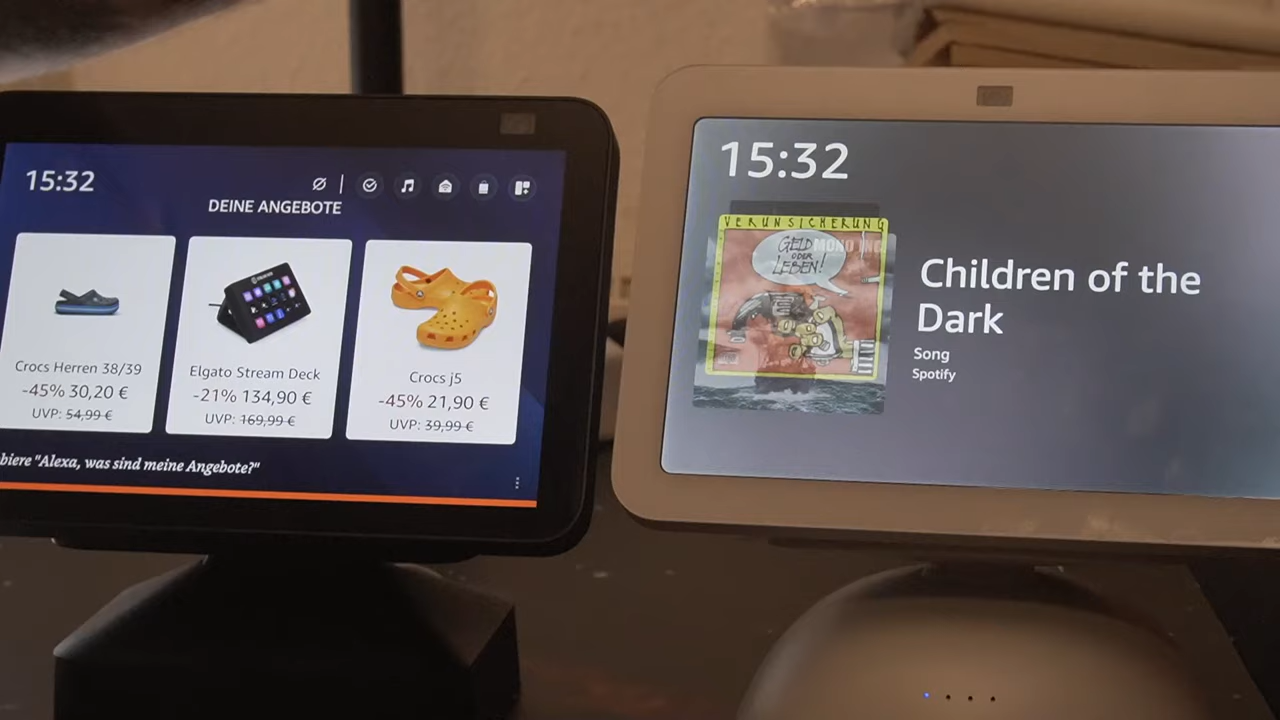 15:32
DEINE ANGEBOTE
Crocs Herren 38/39
-45% 30,20 €
UVP: 54,99 €
Elgato Stream Deck
-21% 134,90 €
UVP: 169,99 €
Crocs j5
-45% 21,90 €
UVP: 39,99 €
biere "Alexa, was sind meine Angebote?"
15:32
VERUNSICHERUNG
GELD
ODER
LEBEN!
MONO INC
Children of the
Dark
Song
Spotify